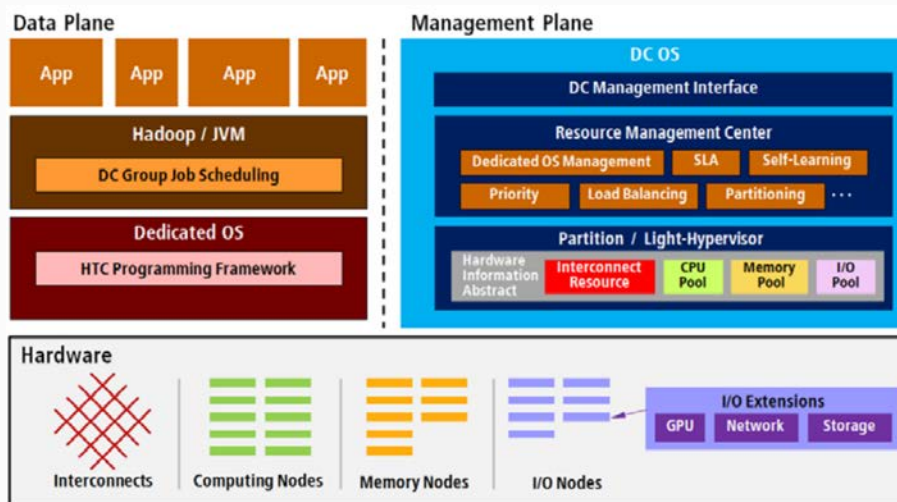 Data Plane
Management Plane
App App App App
Hadoop / JVM
DC Group Job Scheduling
Dedicated OS
HTC Programming Framework
DC OS
DC Management Interface
Resource Management Center
Dedicated OS Management SLA Self-Learning
Priority Load Balancing Partitioning ...
Partition / Light-Hypervisor
Hardware
Information
Abstract
Interconnect
Resource
CPU
Pool
Memory
Pool
I/O
Pool
Hardware
Interconnects
Computing Nodes
Memory Nodes
I/O Nodes
I/O Extensions
GPU Network Storage